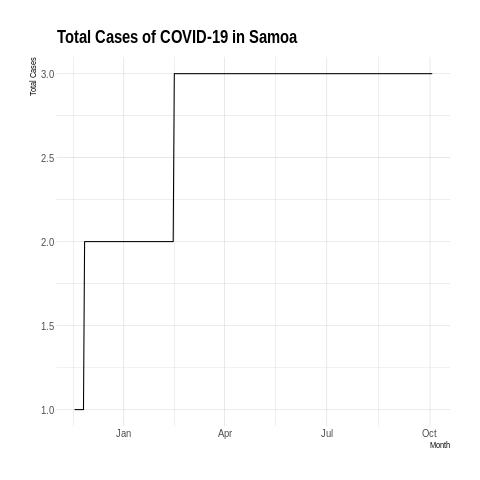 Total Cases of COVID-19 in Samoa
Total Cases
3.0
2.5
2.0
1.5
1.0
Jan Apr Jul Oct
Month